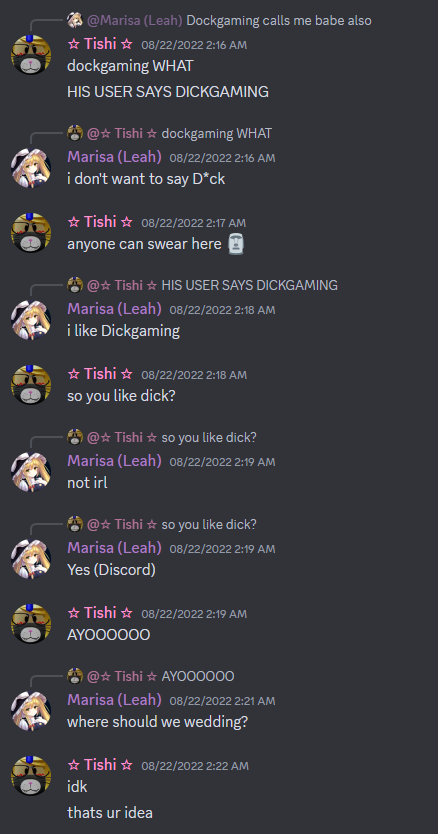 @Marisa (Leah) Dockgaming calls me babe also
☆ Tishi ☆ 08/22/2022 2:16 AM
dockgaming WHAT
HIS USER SAYS DICKGAMING
@☆ Tishi ☆ dockgaming WHAT
Marisa (Leah) 08/22/2022 2:16 AM
i don't want to say D*ck
☆ Tishi ☆ 08/22/2022 2:17 AM
anyone can swear here 🗿
@☆ Tishi ☆ HIS USER SAYS DICKGAMING
Marisa (Leah) 08/22/2022 2:18 AM
i like Dickgaming
☆ Tishi ☆ 08/22/2022 2:18 AM
so you like dick?
@☆ Tishi ☆ so you like dick?
Marisa (Leah) 08/22/2022 2:19 AM
not irl
@☆ Tishi ☆ so you like dick?
Marisa (Leah) 08/22/2022 2:19 AM
Yes (Discord)
☆ Tishi ☆ 08/22/2022 2:19 AM
AYOOOOOO
@☆ Tishi ☆ AYOOOOOO
Marisa (Leah) 08/22/2022 2:21 AM
where should we wedding?
☆ Tishi ☆ 08/22/2022 2:22 AM
idk
thats ur idea